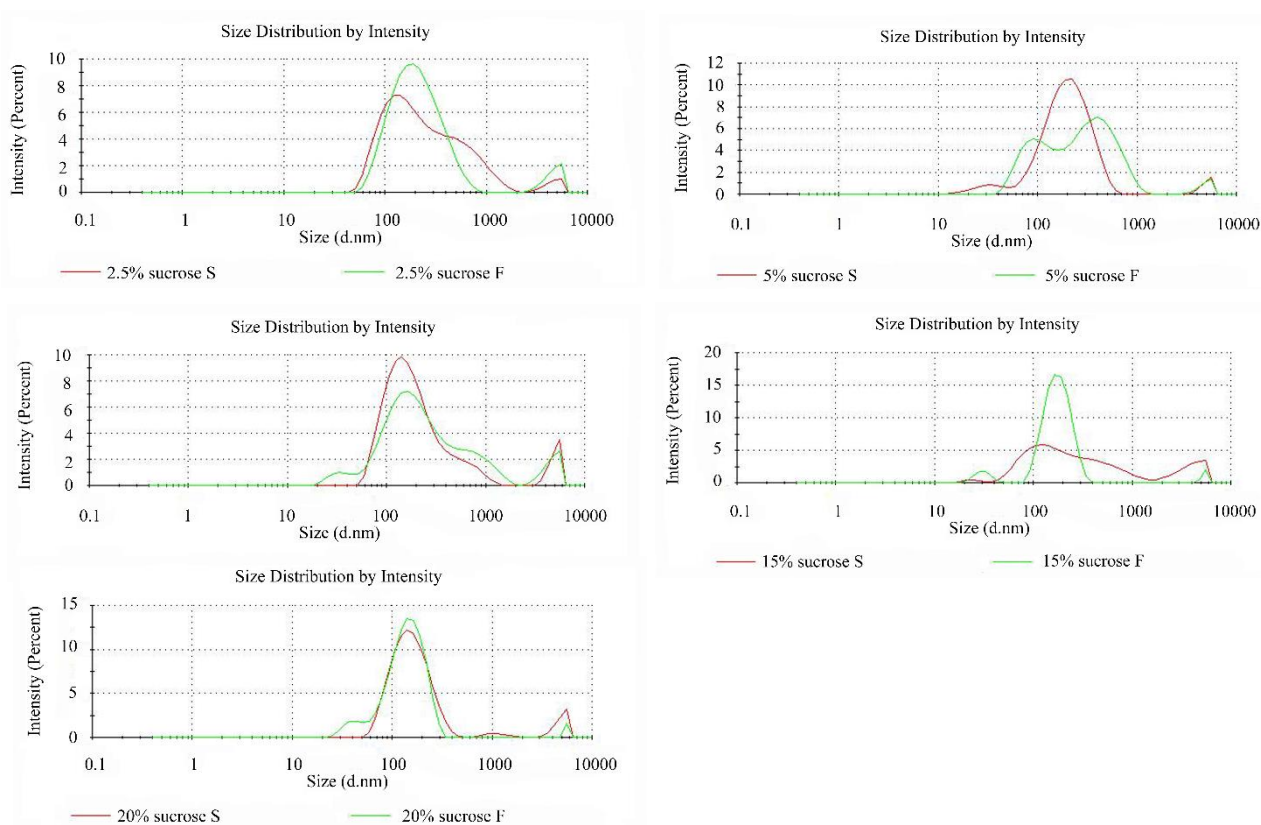 Size Distribution by Intensity
Intensity (Percent)
10
8
6
4
2
0
0.1 1 10 100 1000 10000
Size (d.nm)
2.5% sucrose S 2.5% sucrose F
Size Distribution by Intensity
Intensity (Percent)
12
10
8
6
4
2
0
0.1 1 10 100 1000 10000
Size (d.nm)
5% sucrose S 5% sucrose F
Size Distribution by Intensity
Intensity (Percent)
10
8
6
4
2
0
0.1 1 10 100 1000 10000
Size (d.nm)
Size Distribution by Intensity
Intensity (Percent)
20
15
10
5
0
0.1 1 10 100 1000 10000
Size (d.nm)
15% sucrose S 15% sucrose F
Size Distribution by Intensity
Intensity (Percent)
15
10
5
0
0.1 1 10 100 1000 10000
Size (d.nm)
20% sucrose S 20% sucrose F